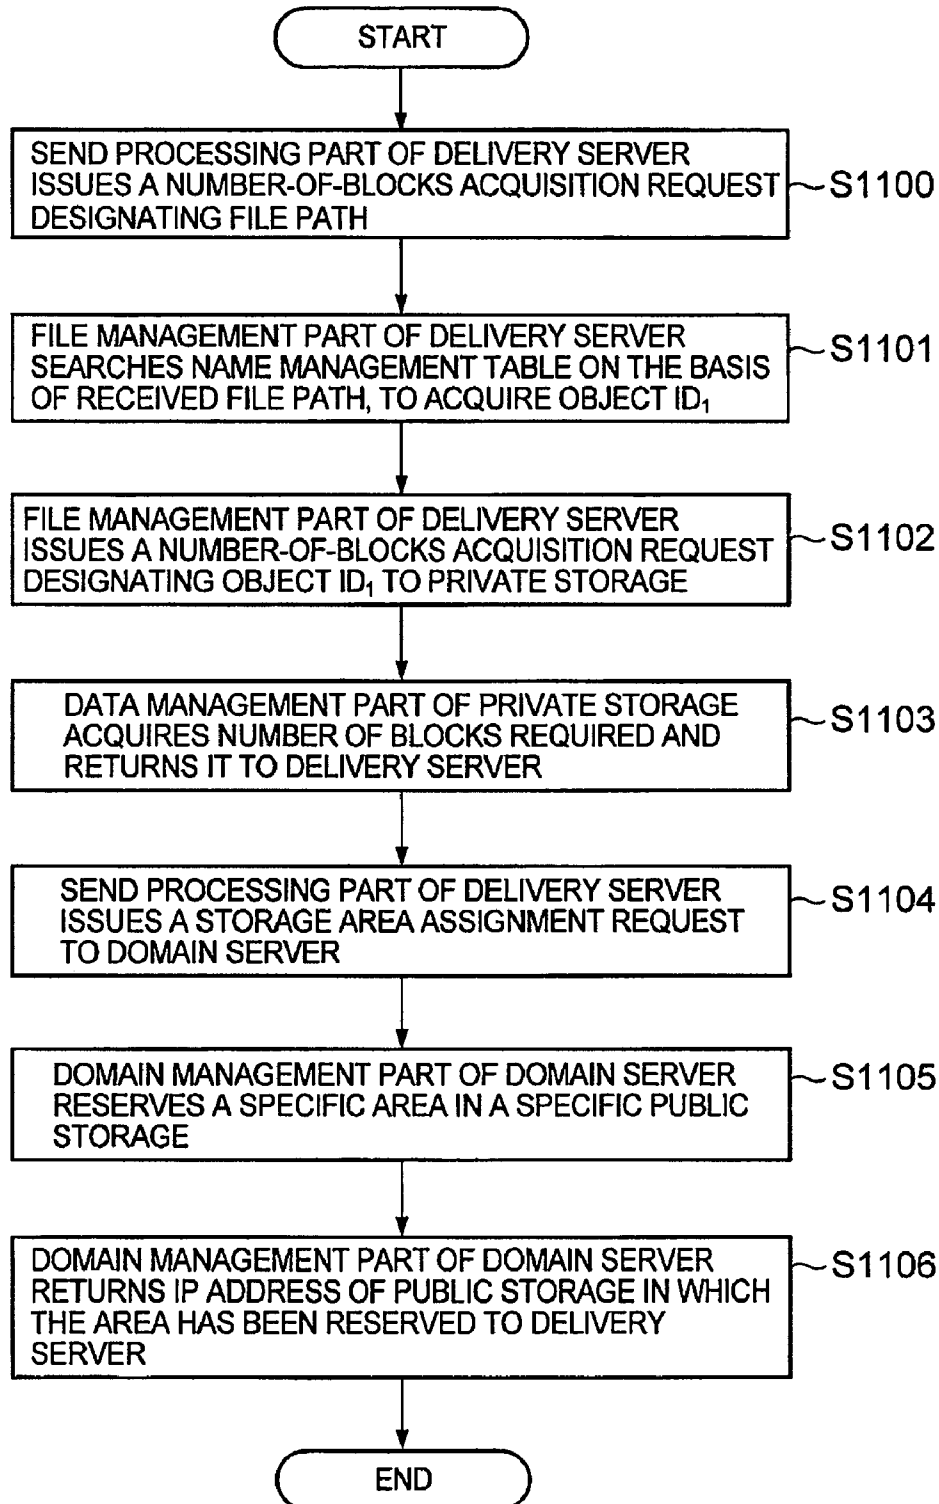 START
SEND PROCESSING PART OF DELIVERY SERVER
ISSUES A NUMBER-OF-BLOCKS ACQUISITION REQUEST
DESIGNATING FILE PATH
S1100
FILE MANAGEMENT PART OF DELIVERY SERVER
SEARCHES NAME MANAGEMENT TABLE ON THE BASIS
OF RECEIVED FILE PATH, TO ACQUIRE OBJECT ID₁
S1101
FILE MANAGEMENT PART OF DELIVERY SERVER
ISSUES A NUMBER-OF-BLOCKS ACQUISITION REQUEST
DESIGNATING OBJECT ID₁ TO PRIVATE STORAGE
S1102
DATA MANAGEMENT PART OF PRIVATE STORAGE
ACQUIRES NUMBER OF BLOCKS REQUIRED AND
RETURNS IT TO DELIVERY SERVER
S1103
SEND PROCESSING PART OF DELIVERY SERVER
ISSUES A STORAGE AREA ASSIGNMENT REQUEST
TO DOMAIN SERVER
S1104
DOMAIN MANAGEMENT PART OF DOMAIN SERVER
RESERVES A SPECIFIC AREA IN A SPECIFIC PUBLIC
STORAGE
S1105
DOMAIN MANAGEMENT PART OF DOMAIN SERVER
RETURNS IP ADDRESS OF PUBLIC STORAGE IN WHICH
THE AREA HAS BEEN RESERVED TO DELIVERY
SERVER
S1106
END